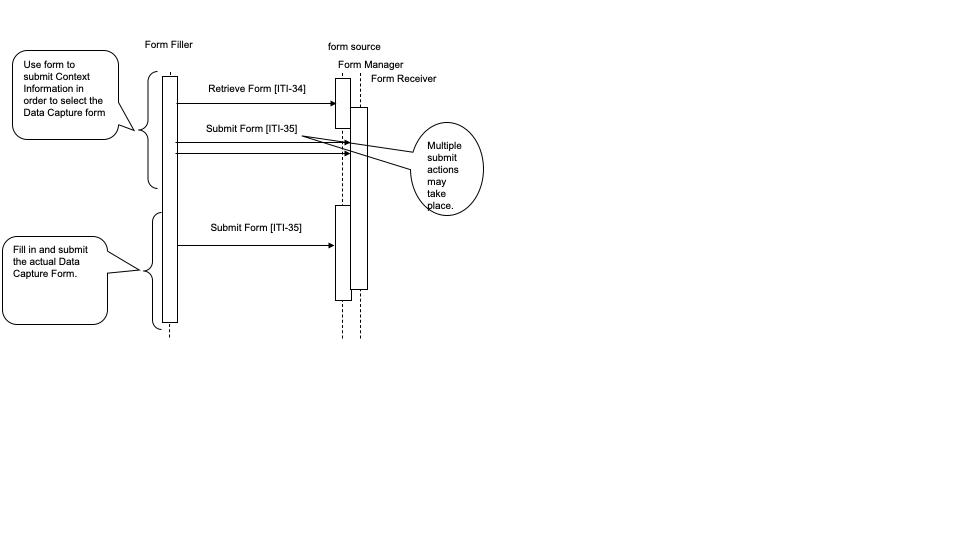 Form Filler
form source
Form Manager
Form Receiver
Use form to
submit Context
Information in
order to select the
Data Capture form
Retrieve Form [ITI-34]
Submit Form [ITI-35]
Multiple
submit
actions
may
take
place.
Submit Form [ITI-35]
Fill in and submit
the actual Data
Capture Form.